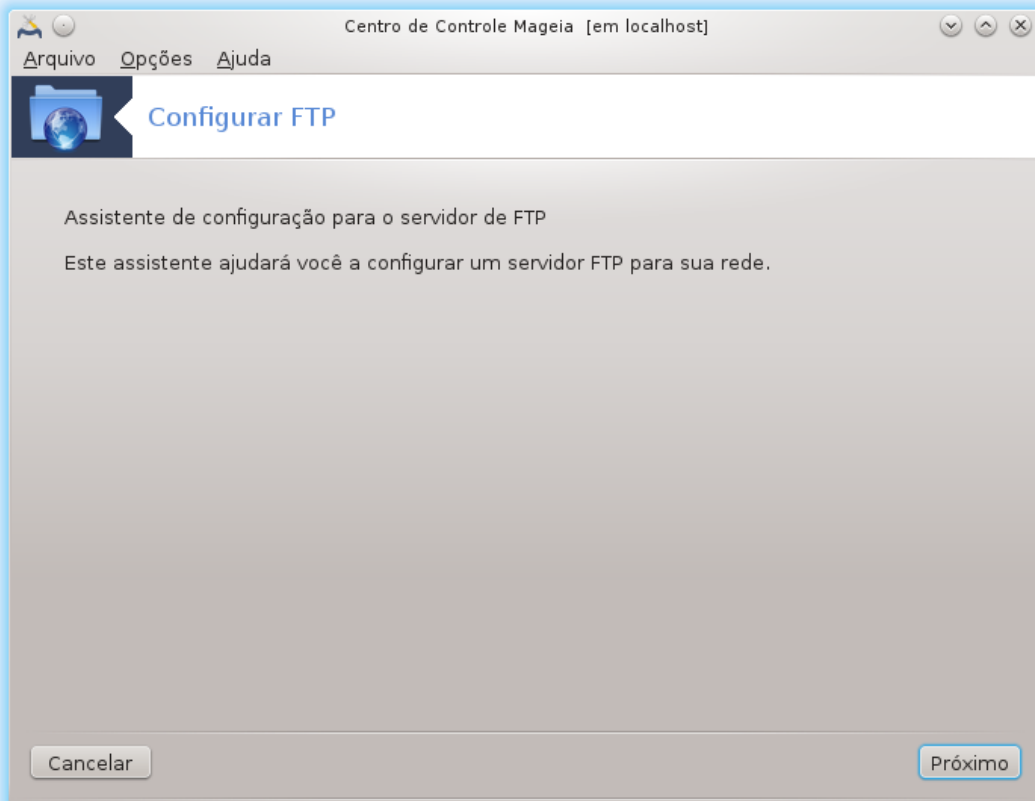 Centro de Controle Mageia [em localhost]
Arquivo Opções Ajuda
Configurar FTP
Assistente de configuração para o servidor de FTP
Este assistente ajudará você a configurar um servidor FTP para sua rede.
Cancelar Próximo